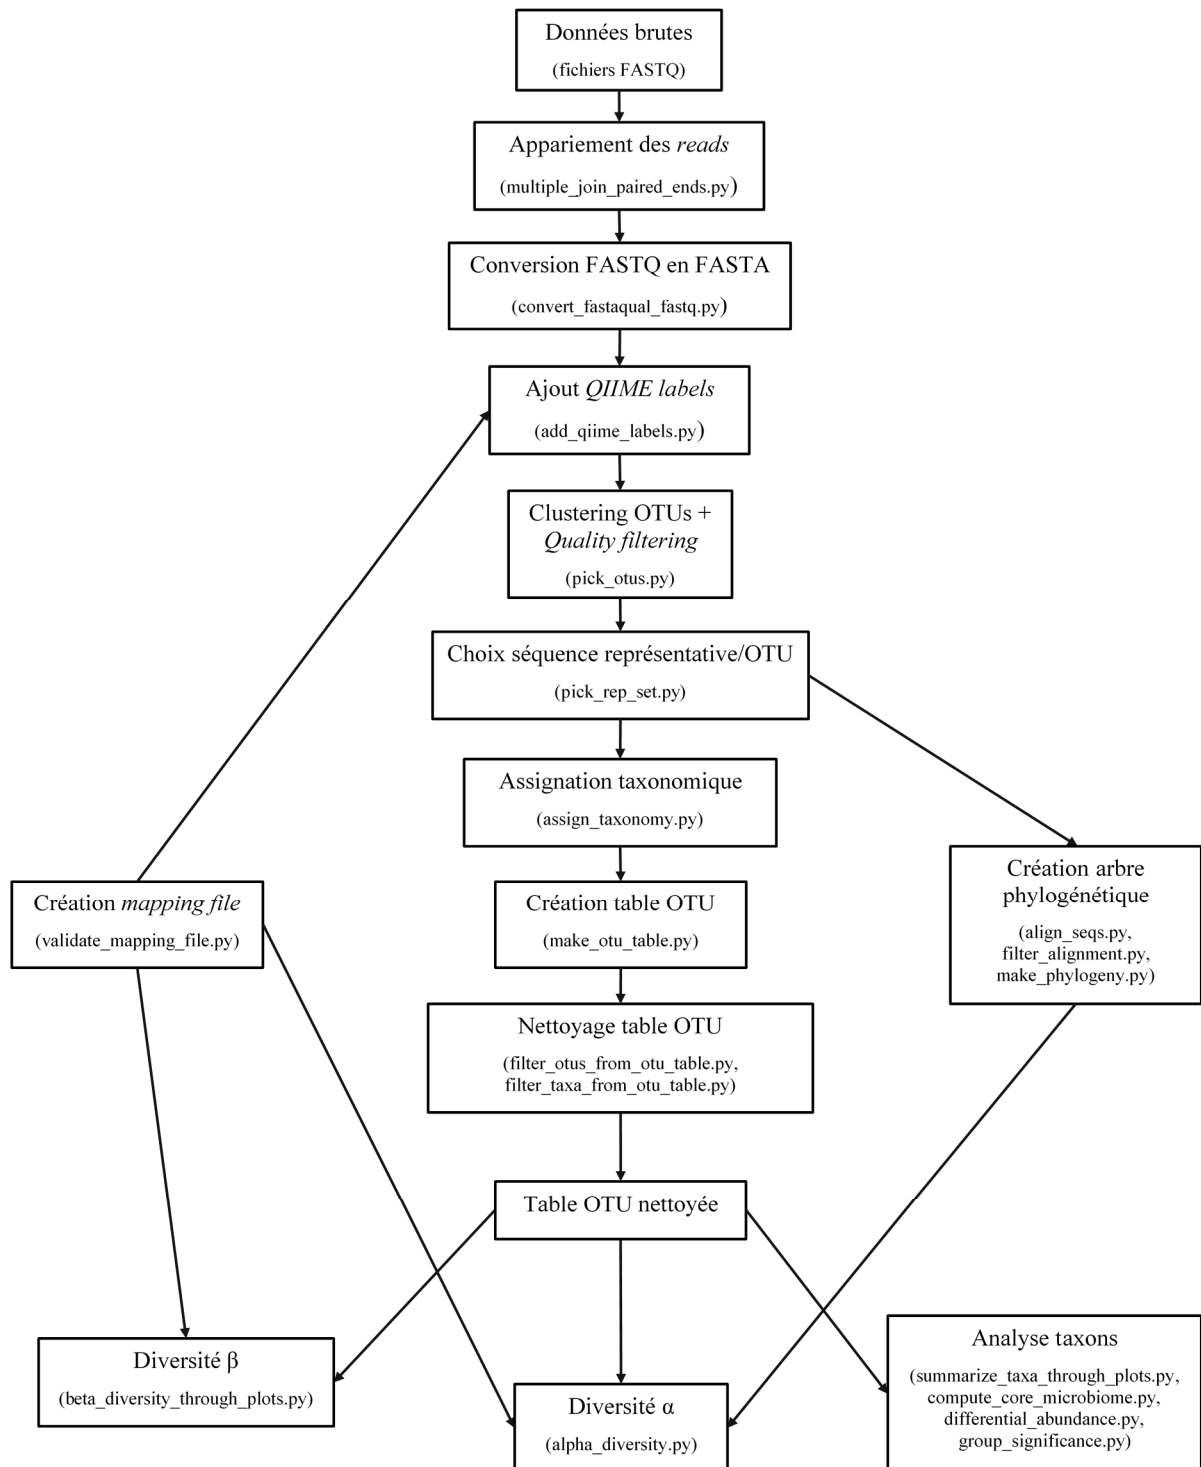 Données brutes
(fichiers FASTQ)
Appariement des reads
(multiple_join_paired_ends.py)
Conversion FASTQ en FASTA
(convert_fastaqual_fastq.py)
Ajout QIIME labels
(add_qiime_labels.py)
Clustering OTUs +
Quality filtering
(pick_otus.py)
Choix séquence représentative/OTU
(pick_rep_set.py)
Assignation taxonomique
(assign_taxonomy.py)
Création mapping file
(validate_mapping_file.py)
Création table OTU
(make_otu_table.py)
Création arbre
phylogénétique
(align_seqs.py,
filter_alignment.py,
make_phylogeny.py)
Nettoyage table OTU
(filter_otus_from_otu_table.py,
filter_taxa_from_otu_table.py)
Table OTU nettoyée
Diversité β
(beta_diversity_through_plots.py)
Diversité α
(alpha_diversity.py)
Analyse taxons
(summarize_taxa_through_plots.py,
compute_core_microbiome.py,
differential_abundance.py,
group_significance.py)